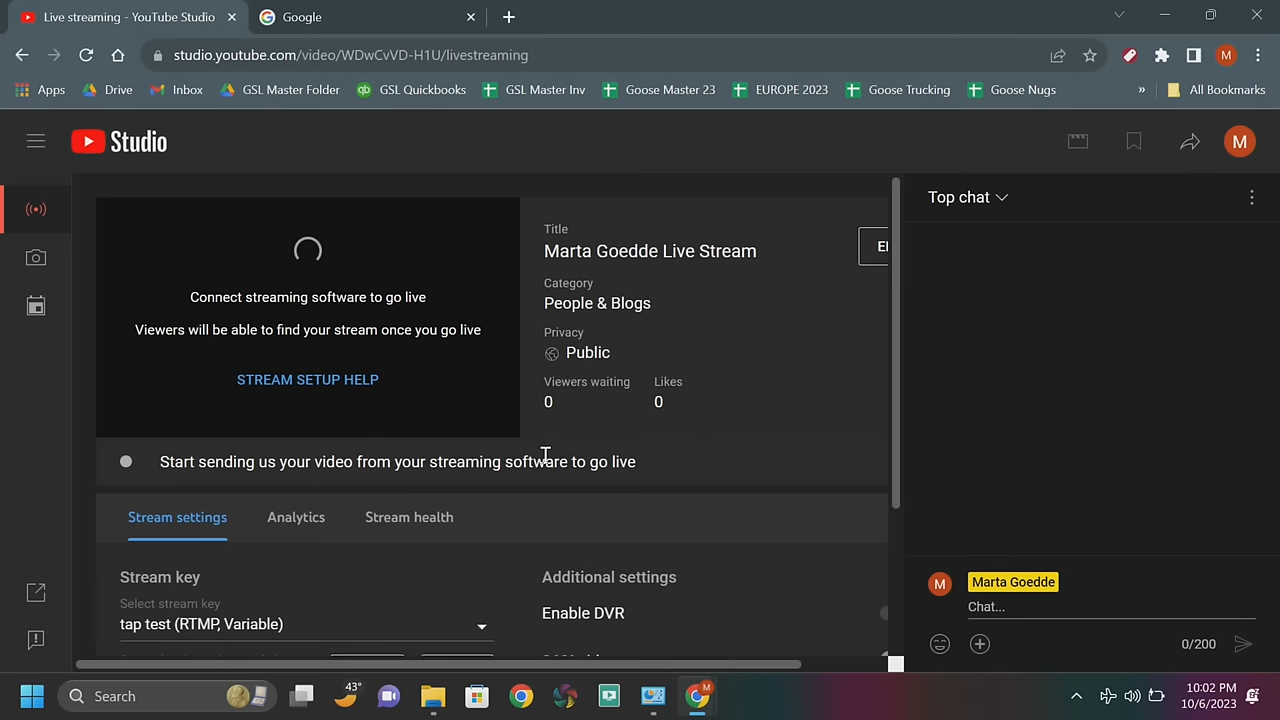 Live streaming - YouTube Studio
Google
studio.youtube.com/video/WDwCvVD-H1U/livestreaming
M
Apps
Drive
Inbox
GSL Master Folder
GSL Quickbooks
GSL Master Inv
Goose Master 23
EUROPE 2023
Goose Trucking
Goose Nugs
»
All Bookmarks
Studio
M
Connect streaming software to go live
Viewers will be able to find your stream once you go live
STREAM SETUP HELP
Title
Marta Goedde Live Stream
Category
People & Blogs
Privacy
Public
Viewers waiting Likes
0 0
Top chat
Start sending us your video from your streaming software to go live
Stream settings Analytics Stream health
Stream key
Select stream key
tap test (RTMP, Variable)
Additional settings
Enable DVR
M
Marta Goedde
Chat...
0/200
Search
43°
M
10:02 PM
10/6/2023